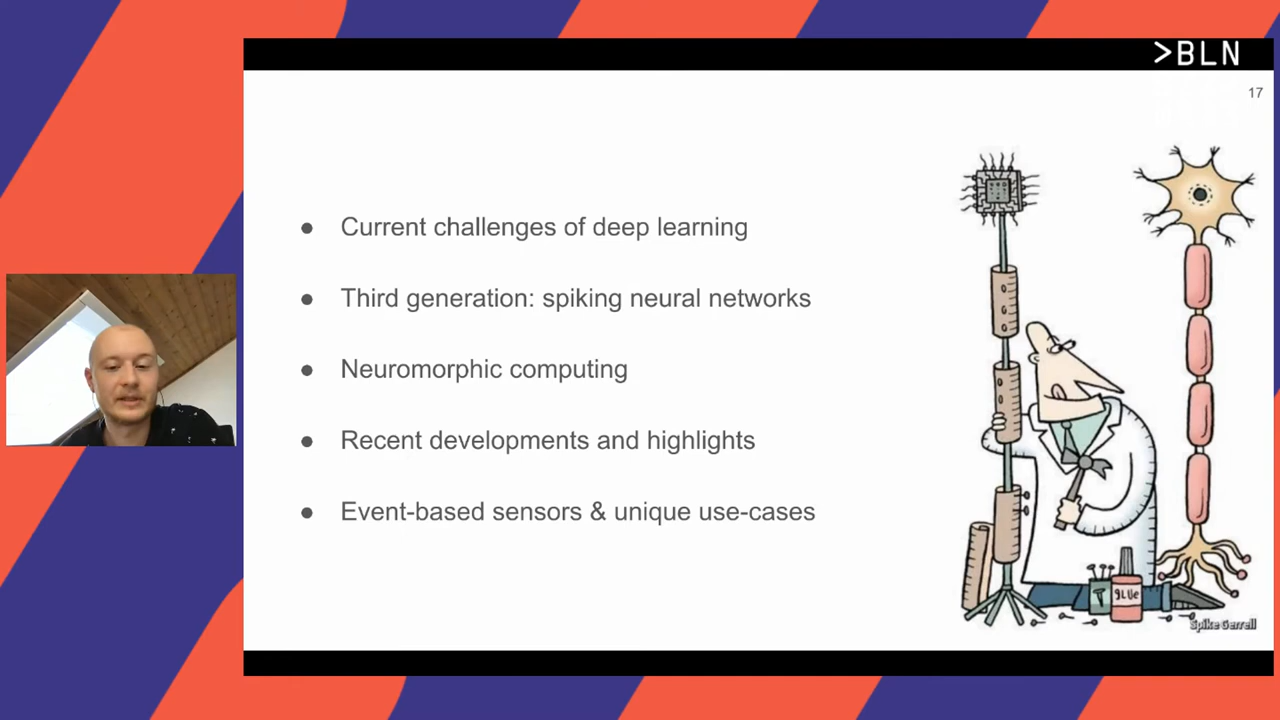 >BLN
17
● Current challenges of deep learning
● Third generation: spiking neural networks
● Neuromorphic computing
● Recent developments and highlights
● Event-based sensors & unique use-cases
T
glue
Spike Gerrell